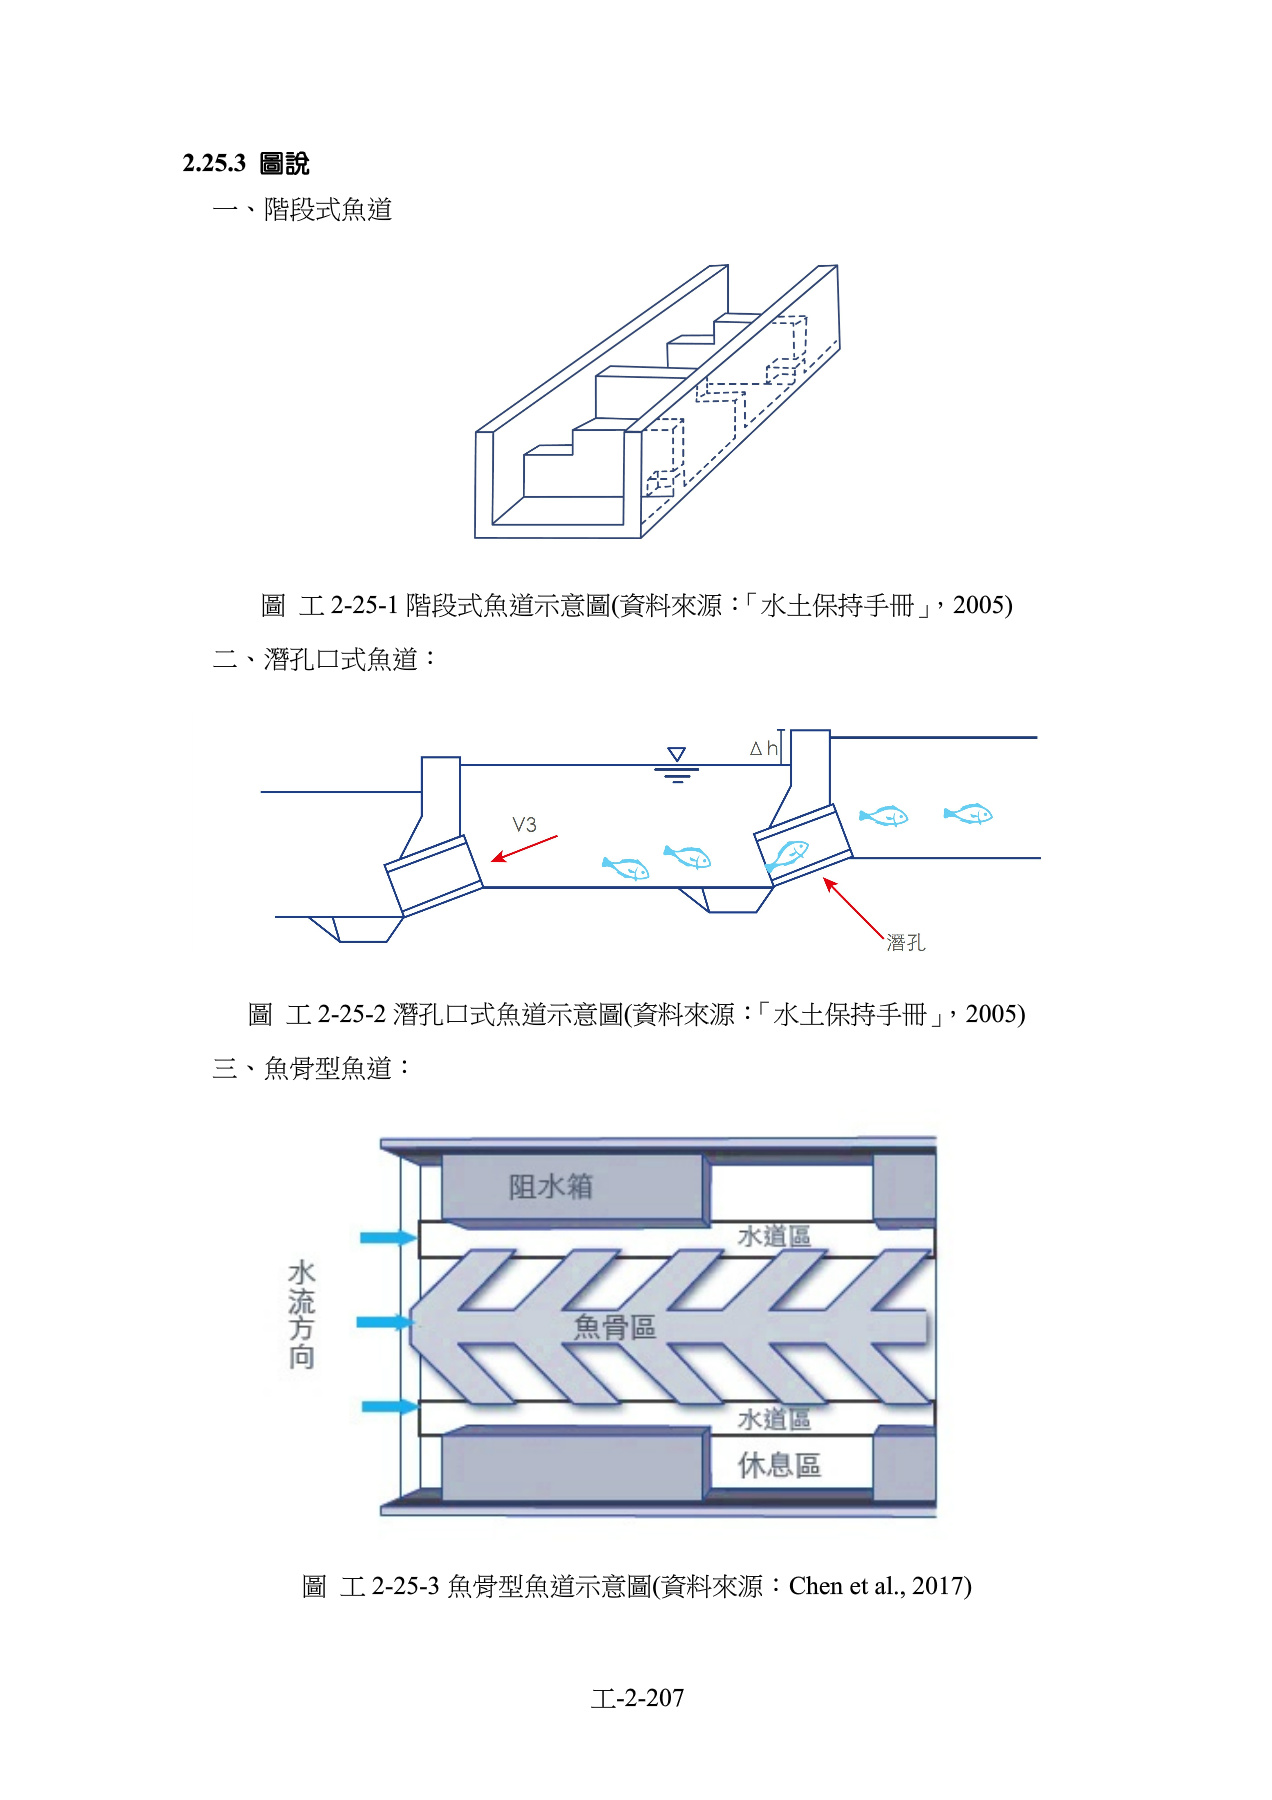 2.25.3 圖說
一、階段式魚道
圖 工 2-25-1 階段式魚道示意圖(資料來源：「水土保持手冊」，2005)
二、潛孔口式魚道：
Δh
V3
潛孔
圖 工 2-25-2 潛孔口式魚道示意圖(資料來源：「水土保持手冊」，2005)
三、魚骨型魚道：
阻水箱
水道區
水流方向
魚骨區
水道區
休息區
圖 工 2-25-3 魚骨型魚道示意圖(資料來源：Chen et al., 2017)
工-2-207